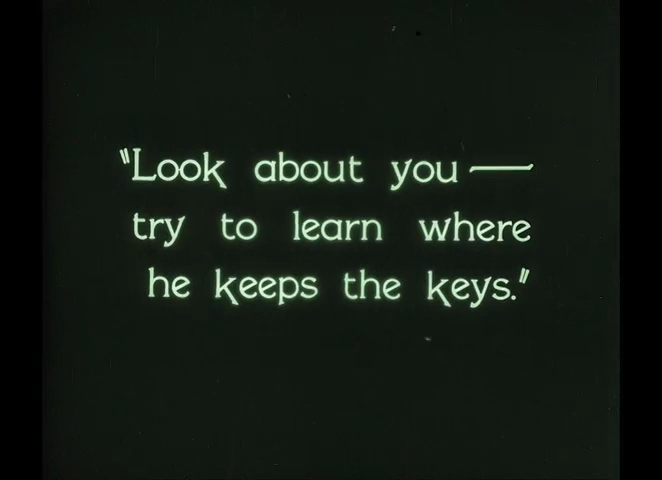 "Look about you —
try to learn where
he keeps the keys."